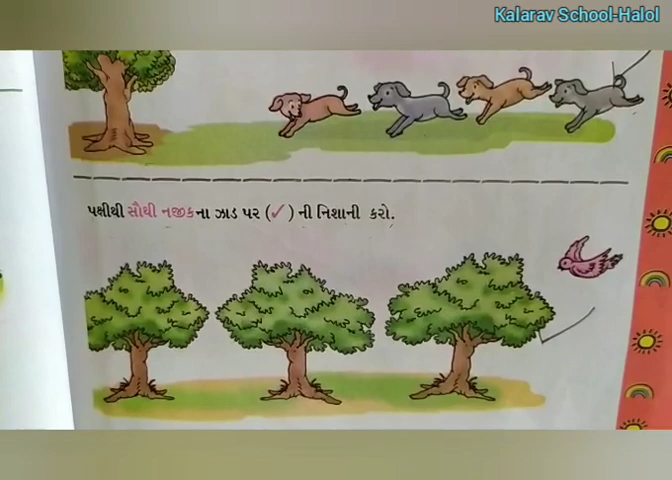 Kalarav School-Halol
પક્ષીથી સૌથી નજીકના ઝાડ પર (✓) ની નિશાની કરો.